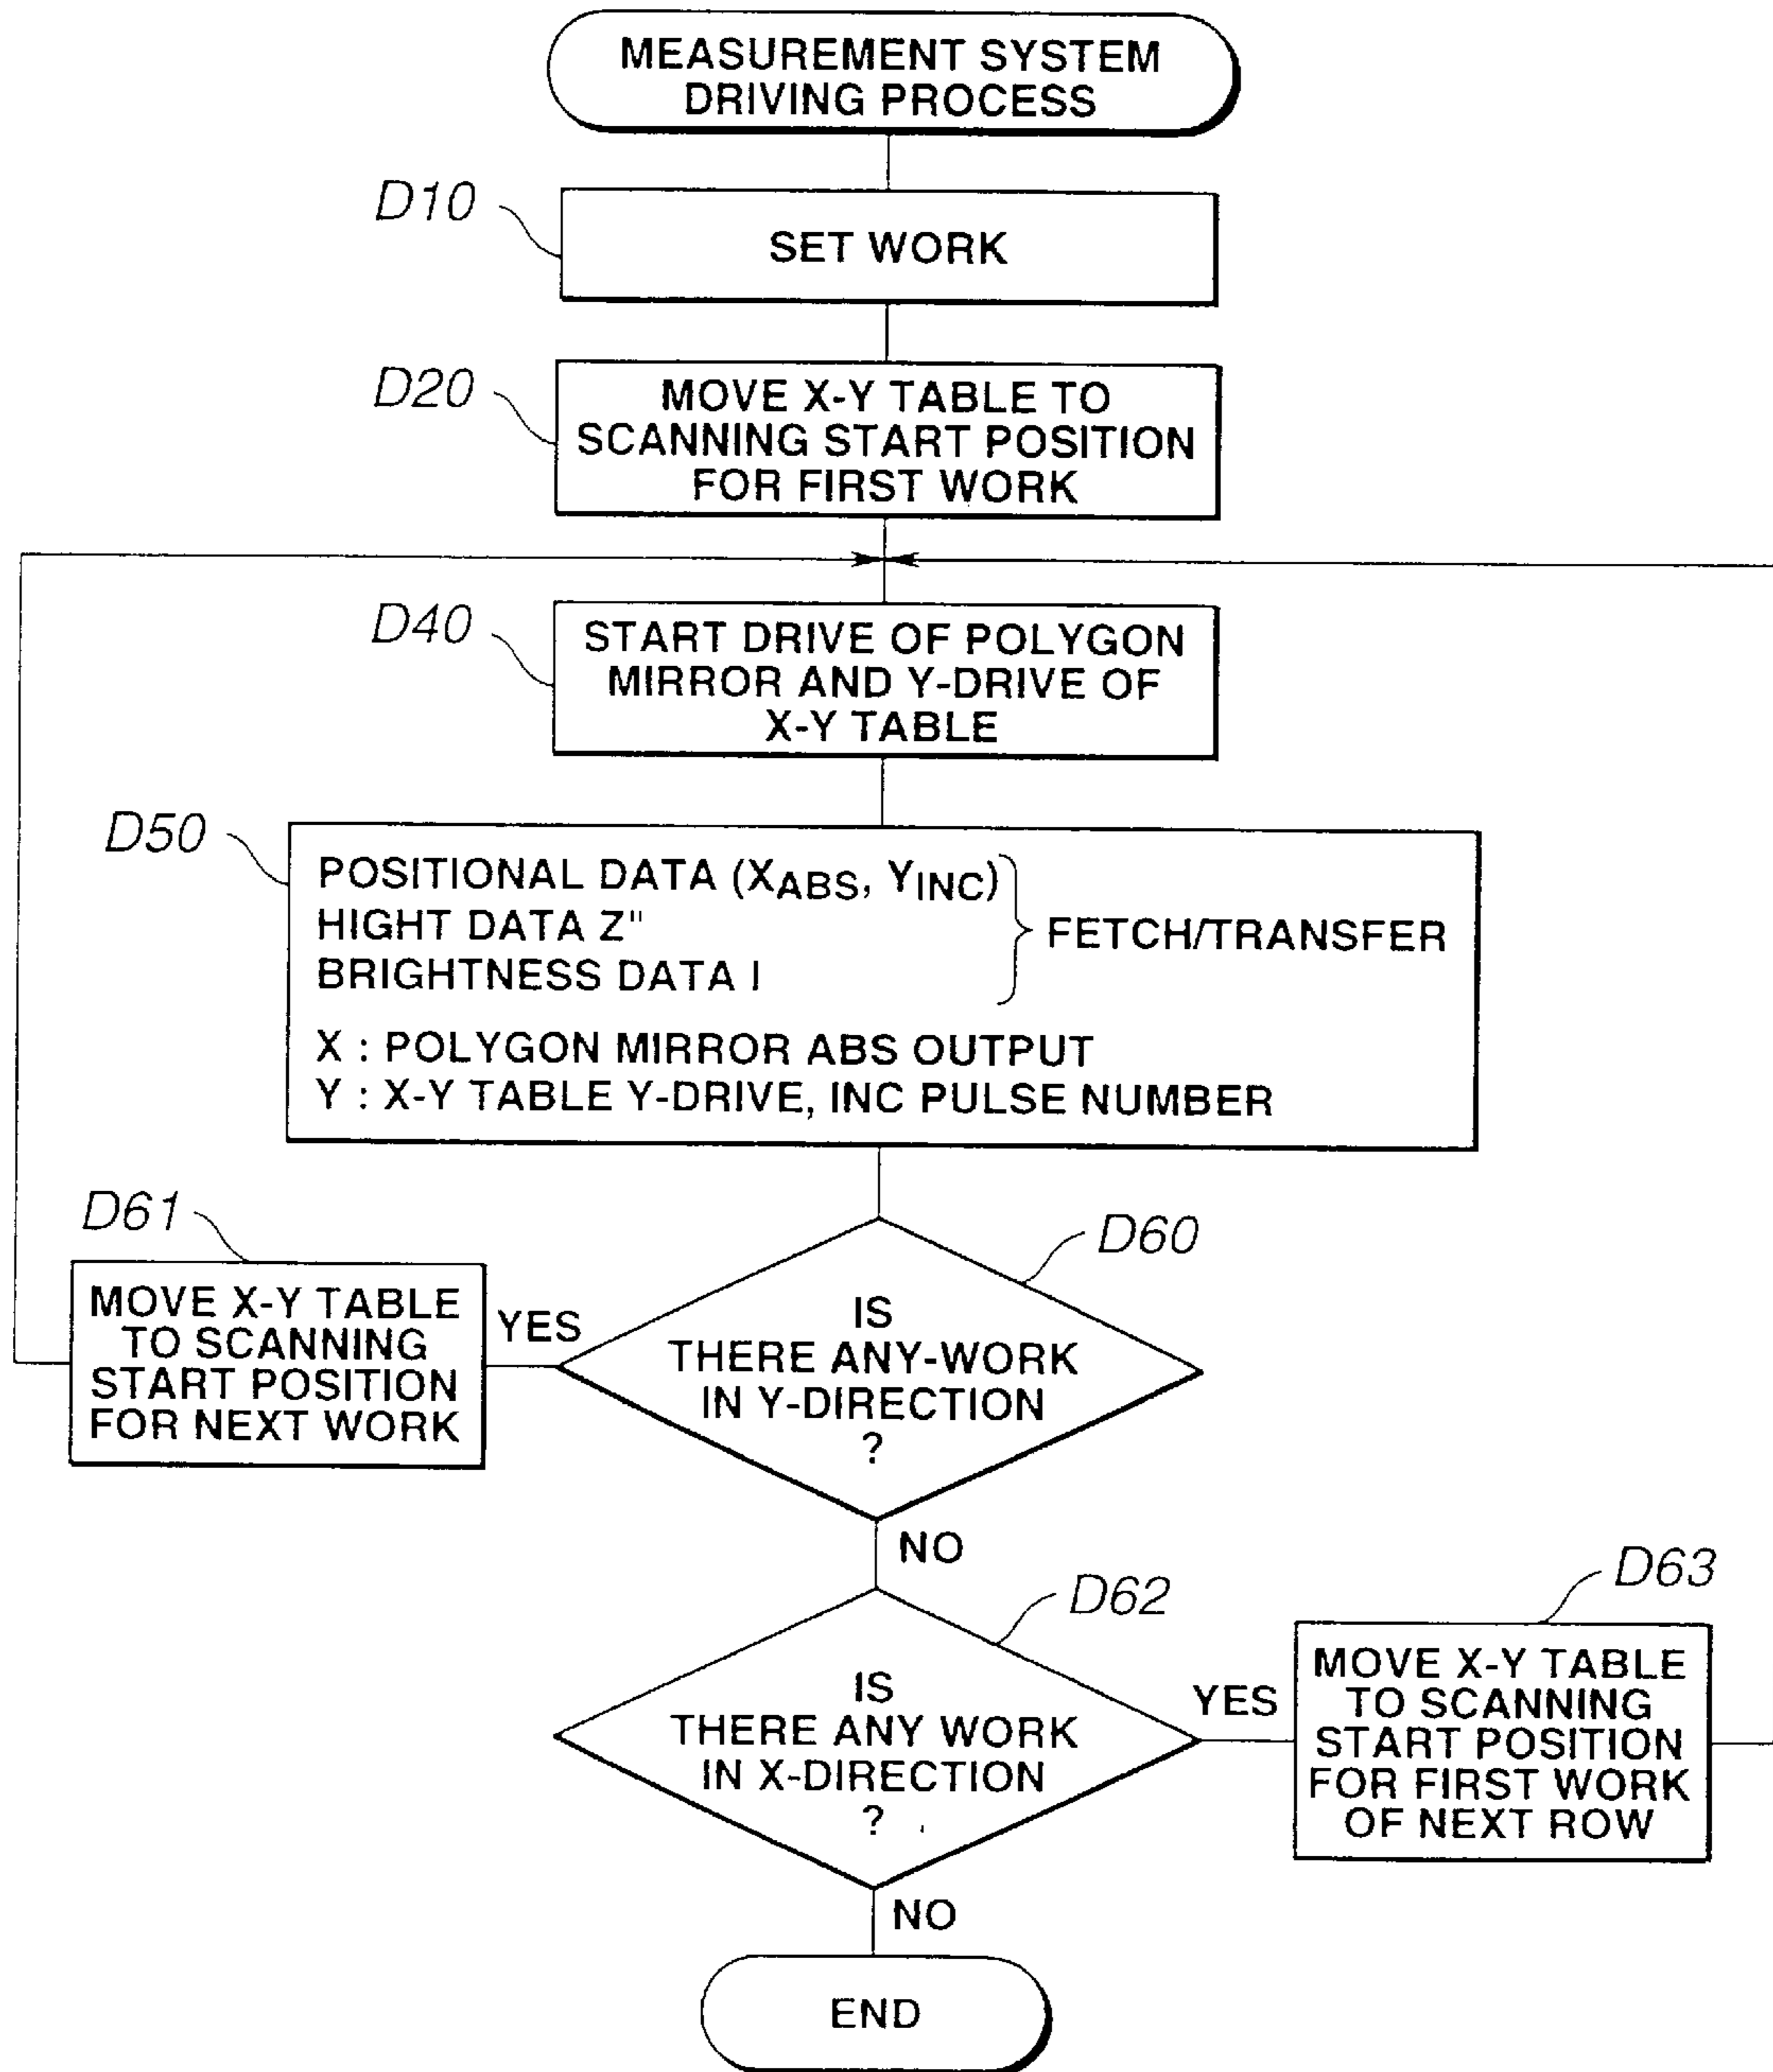 MEASUREMENT SYSTEM
DRIVING PROCESS
D10
SET WORK
D20
MOVE X-Y TABLE TO
SCANNING START POSITION
FOR FIRST WORK
D40
START DRIVE OF POLYGON
MIRROR AND Y-DRIVE OF
X-Y TABLE
D50
POSITIONAL DATA (XABS, YINC)
HIGHT DATA Z"
BRIGHTNESS DATA I
FETCH/TRANSFER
X : POLYGON MIRROR ABS OUTPUT
Y : X-Y TABLE Y-DRIVE, INC PULSE NUMBER
D61
MOVE X-Y TABLE
TO SCANNING
START POSITION
FOR NEXT WORK
YES
D60
IS
THERE ANY-WORK
IN Y-DIRECTION
?
NO
D62
IS
THERE ANY WORK
IN X-DIRECTION
?
YES
D63
MOVE X-Y TABLE
TO SCANNING
START POSITION
FOR FIRST WORK
OF NEXT ROW
NO
END